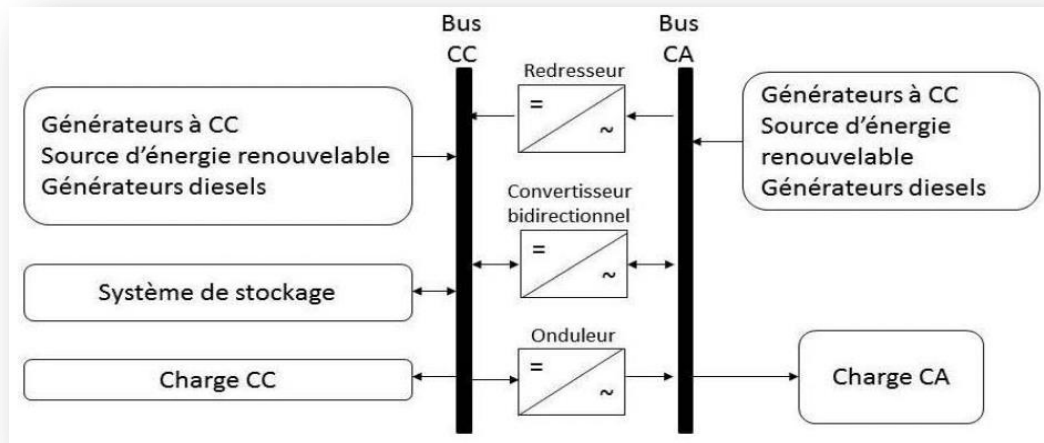 Bus
CC
Bus
CA
Redresseur
=
~
Générateurs à CC
Source d'énergie renouvelable
Générateurs diesels
Générateurs à CC
Source d'énergie
renouvelable
Générateurs diesels
Convertisseur
bidirectionnel
=
~
Système de stockage
Onduleur
=
~
Charge CC
Charge CA